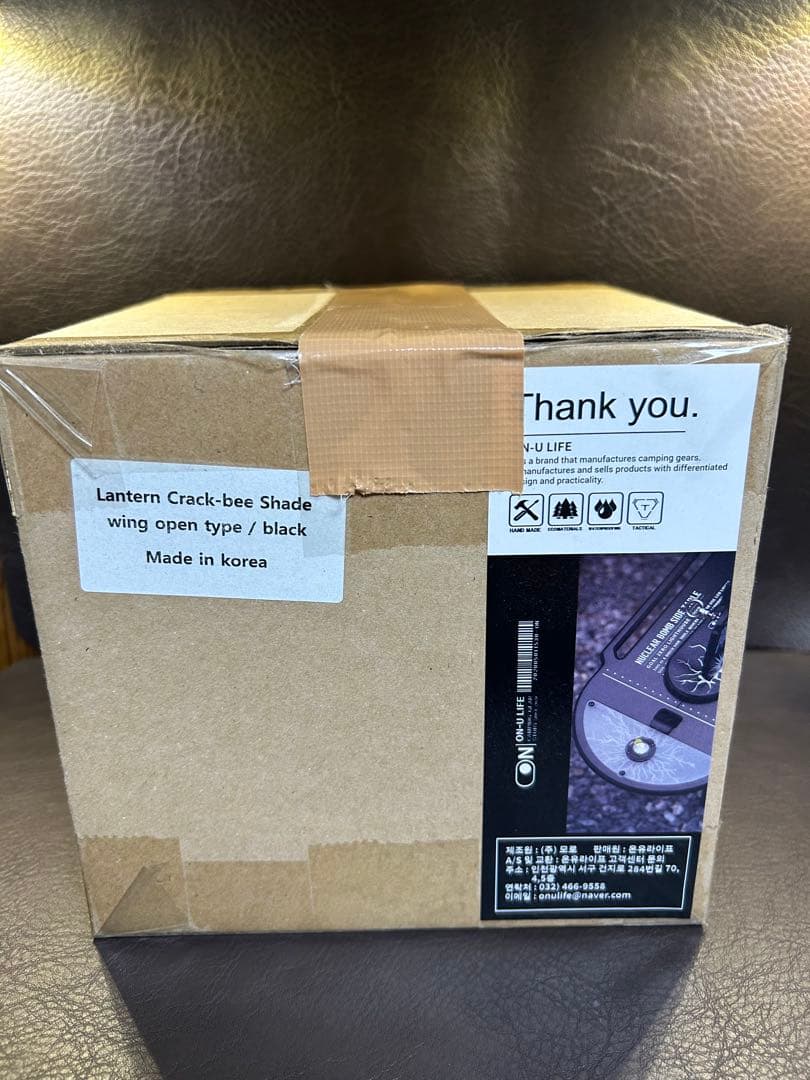 Lantern Crack-bee Shade
wing open type / black
Made in korea
Thank you.
N-U LIFE
s a brand that manufactures camping gears.
manufactures and sells products with differentiated
sign and practicality.
HAND MADE ECOMATERIALS WATERPROOFING TACTICAL
NUCLEAR BOMB SIDE TABLE
GOAL ZERO LIGHTHOUSE
ON ON-U LIFE
제조원 : (주) 모로 판매원 : 온유라이프
A/S 및 교환 : 온유라이프 고객센터 문의
주소 : 인천광역시 서구 건지로 284번길 70,
4,5층
연락처 : 032) 466-9558
이메일 : onulife@naver.com